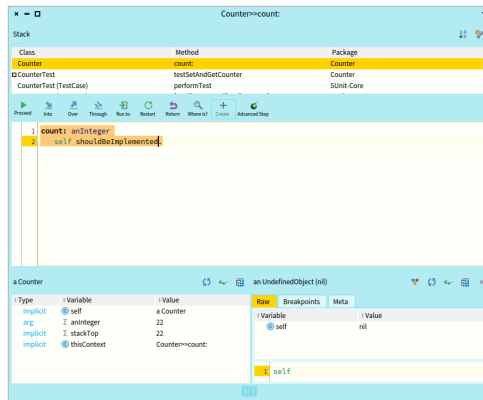 Counter>>count:
Stack
Class Method Package
Counter count: Counter
CounterTest testSetAndGetCounter Counter
CounterTest (TestCase) performTest SUnit-Core
Proceed Into Over Through Run to Restart Return Where is? Create Advanced Step
1 count: anInteger
2 self shouldBeImplemented.
a Counter
Type Variable Value
implicit self a Counter
arg anInteger 22
implicit stackTop 22
implicit thisContext Counter>>count:
an UndefinedObject (nil)
Raw Breakpoints Meta
Variable Value
self nil
1 self